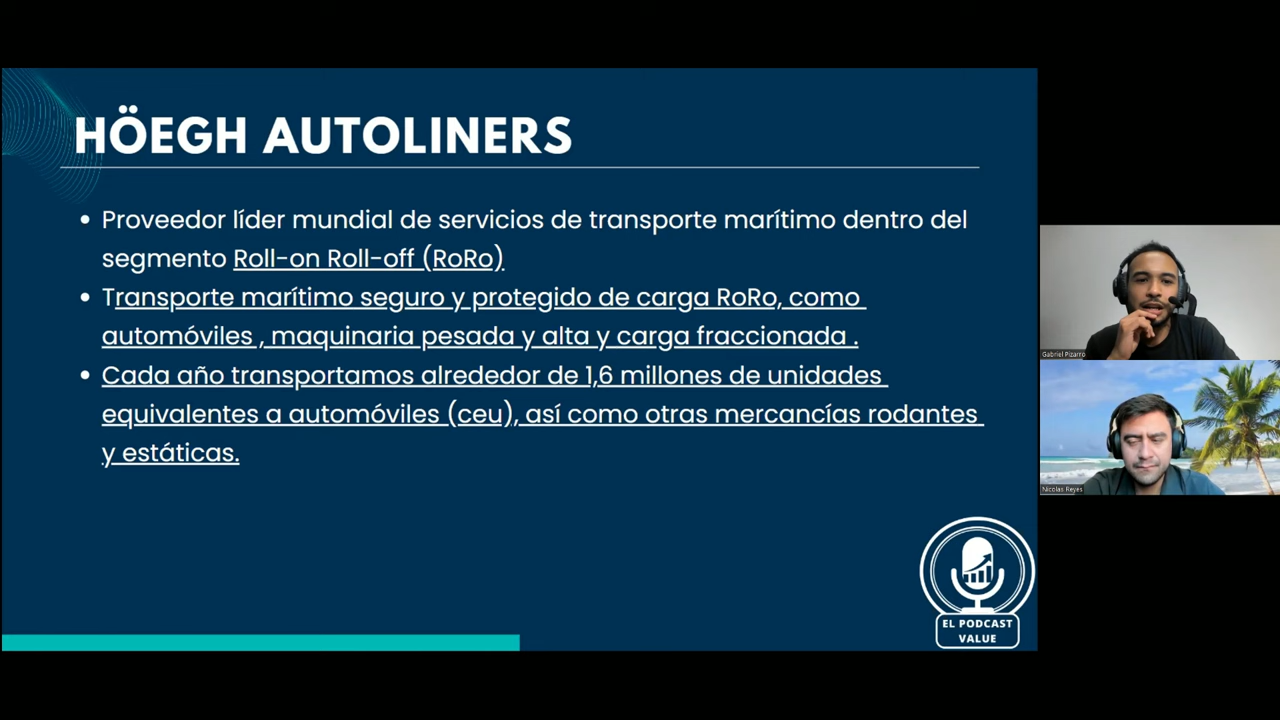 HÖEGH AUTOLINERS
Proveedor líder mundial de servicios de transporte marítimo dentro del
segmento Roll-on Roll-off (RoRo)
Transporte marítimo seguro y protegido de carga RoRo, como
automóviles , maquinaria pesada y alta y carga fraccionada .
Cada año transportamos alrededor de 1,6 millones de unidades
equivalentes a automóviles (ceu), así como otras mercancías rodantes
y estáticas.
Gabriel Pizarro
Nicolas Reyes
EL PODCAST
VALUE